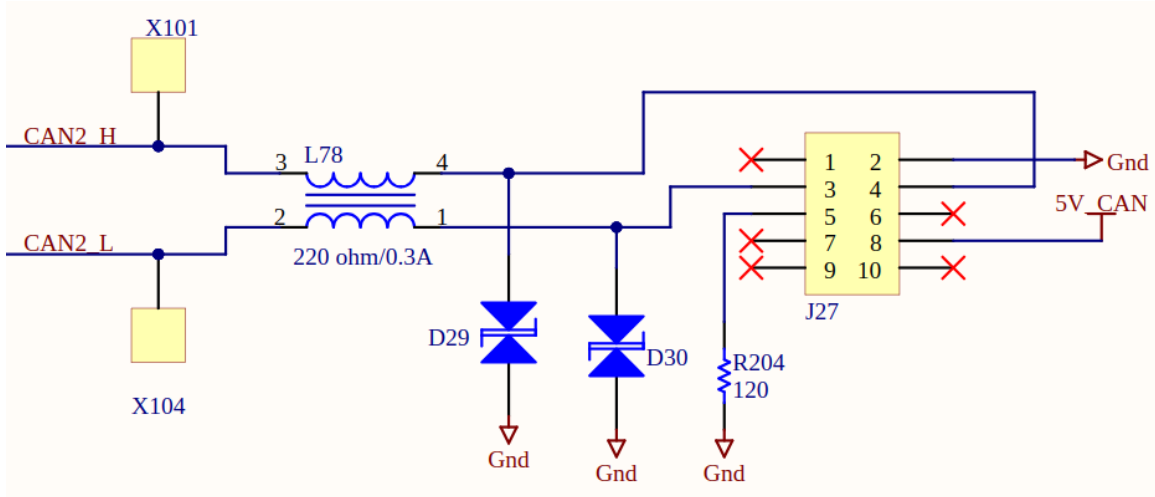 X101
CAN2_H
3 L78 4
2 1
CAN2_L
220 ohm/0.3A
X104
D29
D30
R204
120
Gnd
Gnd
Gnd
1 2
3 4
5 6
7 8
9 10
J27
Gnd
5V_CAN